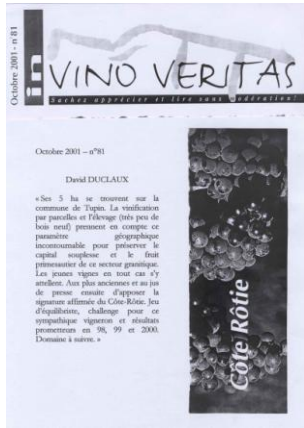 Octobre 2001 - n°81
in
VINO VERITAS
Sachez apprécier et lire sans modération!
Octobre 2001 – n°81
David DUCLAUX
« Ses 5 ha se trouvent sur la
commune de Tupin. La vinification
par parcelles et l'élevage (très peu de
bois neuf) prennent en compte ce
paramètre géographique
incontournable pour préserver le
capital souplesse et le fruit
primesautier de ce secteur granitique.
Les jeunes vignes en tout cas s'y
attellent. Aux plus anciennes et au jus
de presse ensuite d'apposer la
signature affirmée du Côte-Rôtie. Jeu
d'équilibriste, challenge pour ce
sympathique vigneron et résultats
prometteurs en 98, 99 et 2000.
Domaine à suivre. »
Côte Rôtie